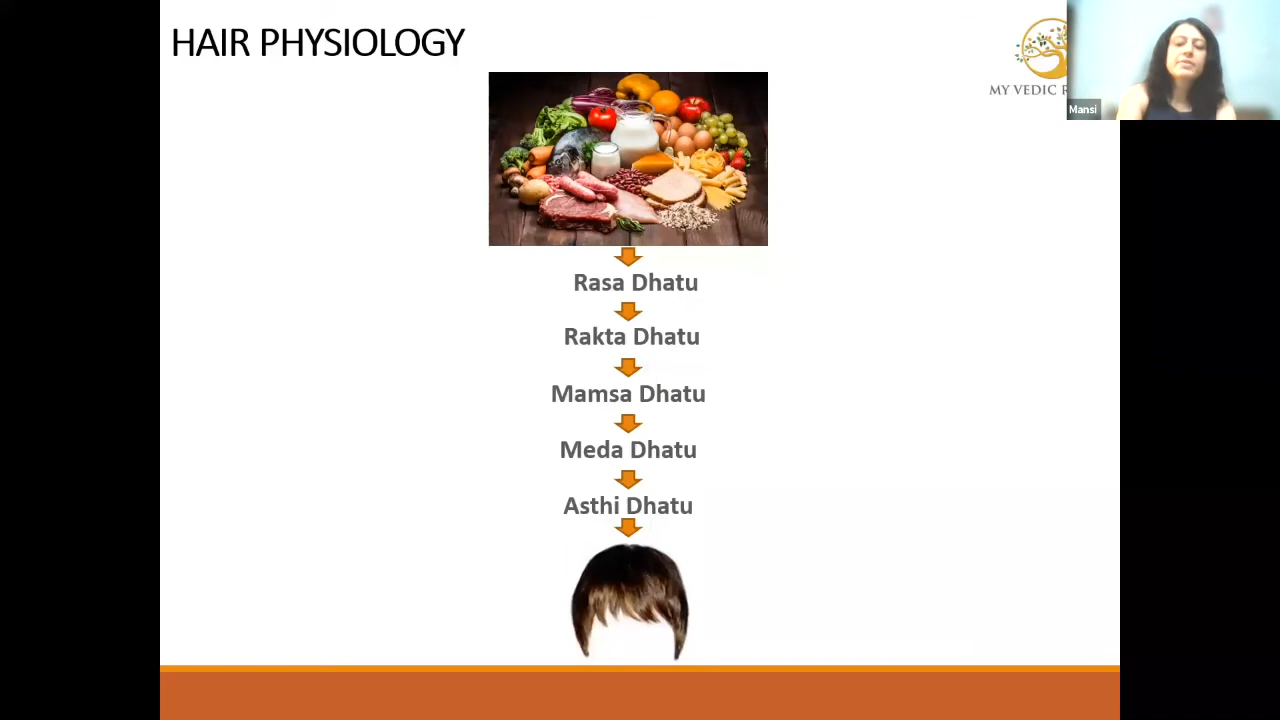 HAIR PHYSIOLOGY
MY VEDIC
Mansi
Rasa Dhatu
Rakta Dhatu
Mamsa Dhatu
Meda Dhatu
Asthi Dhatu